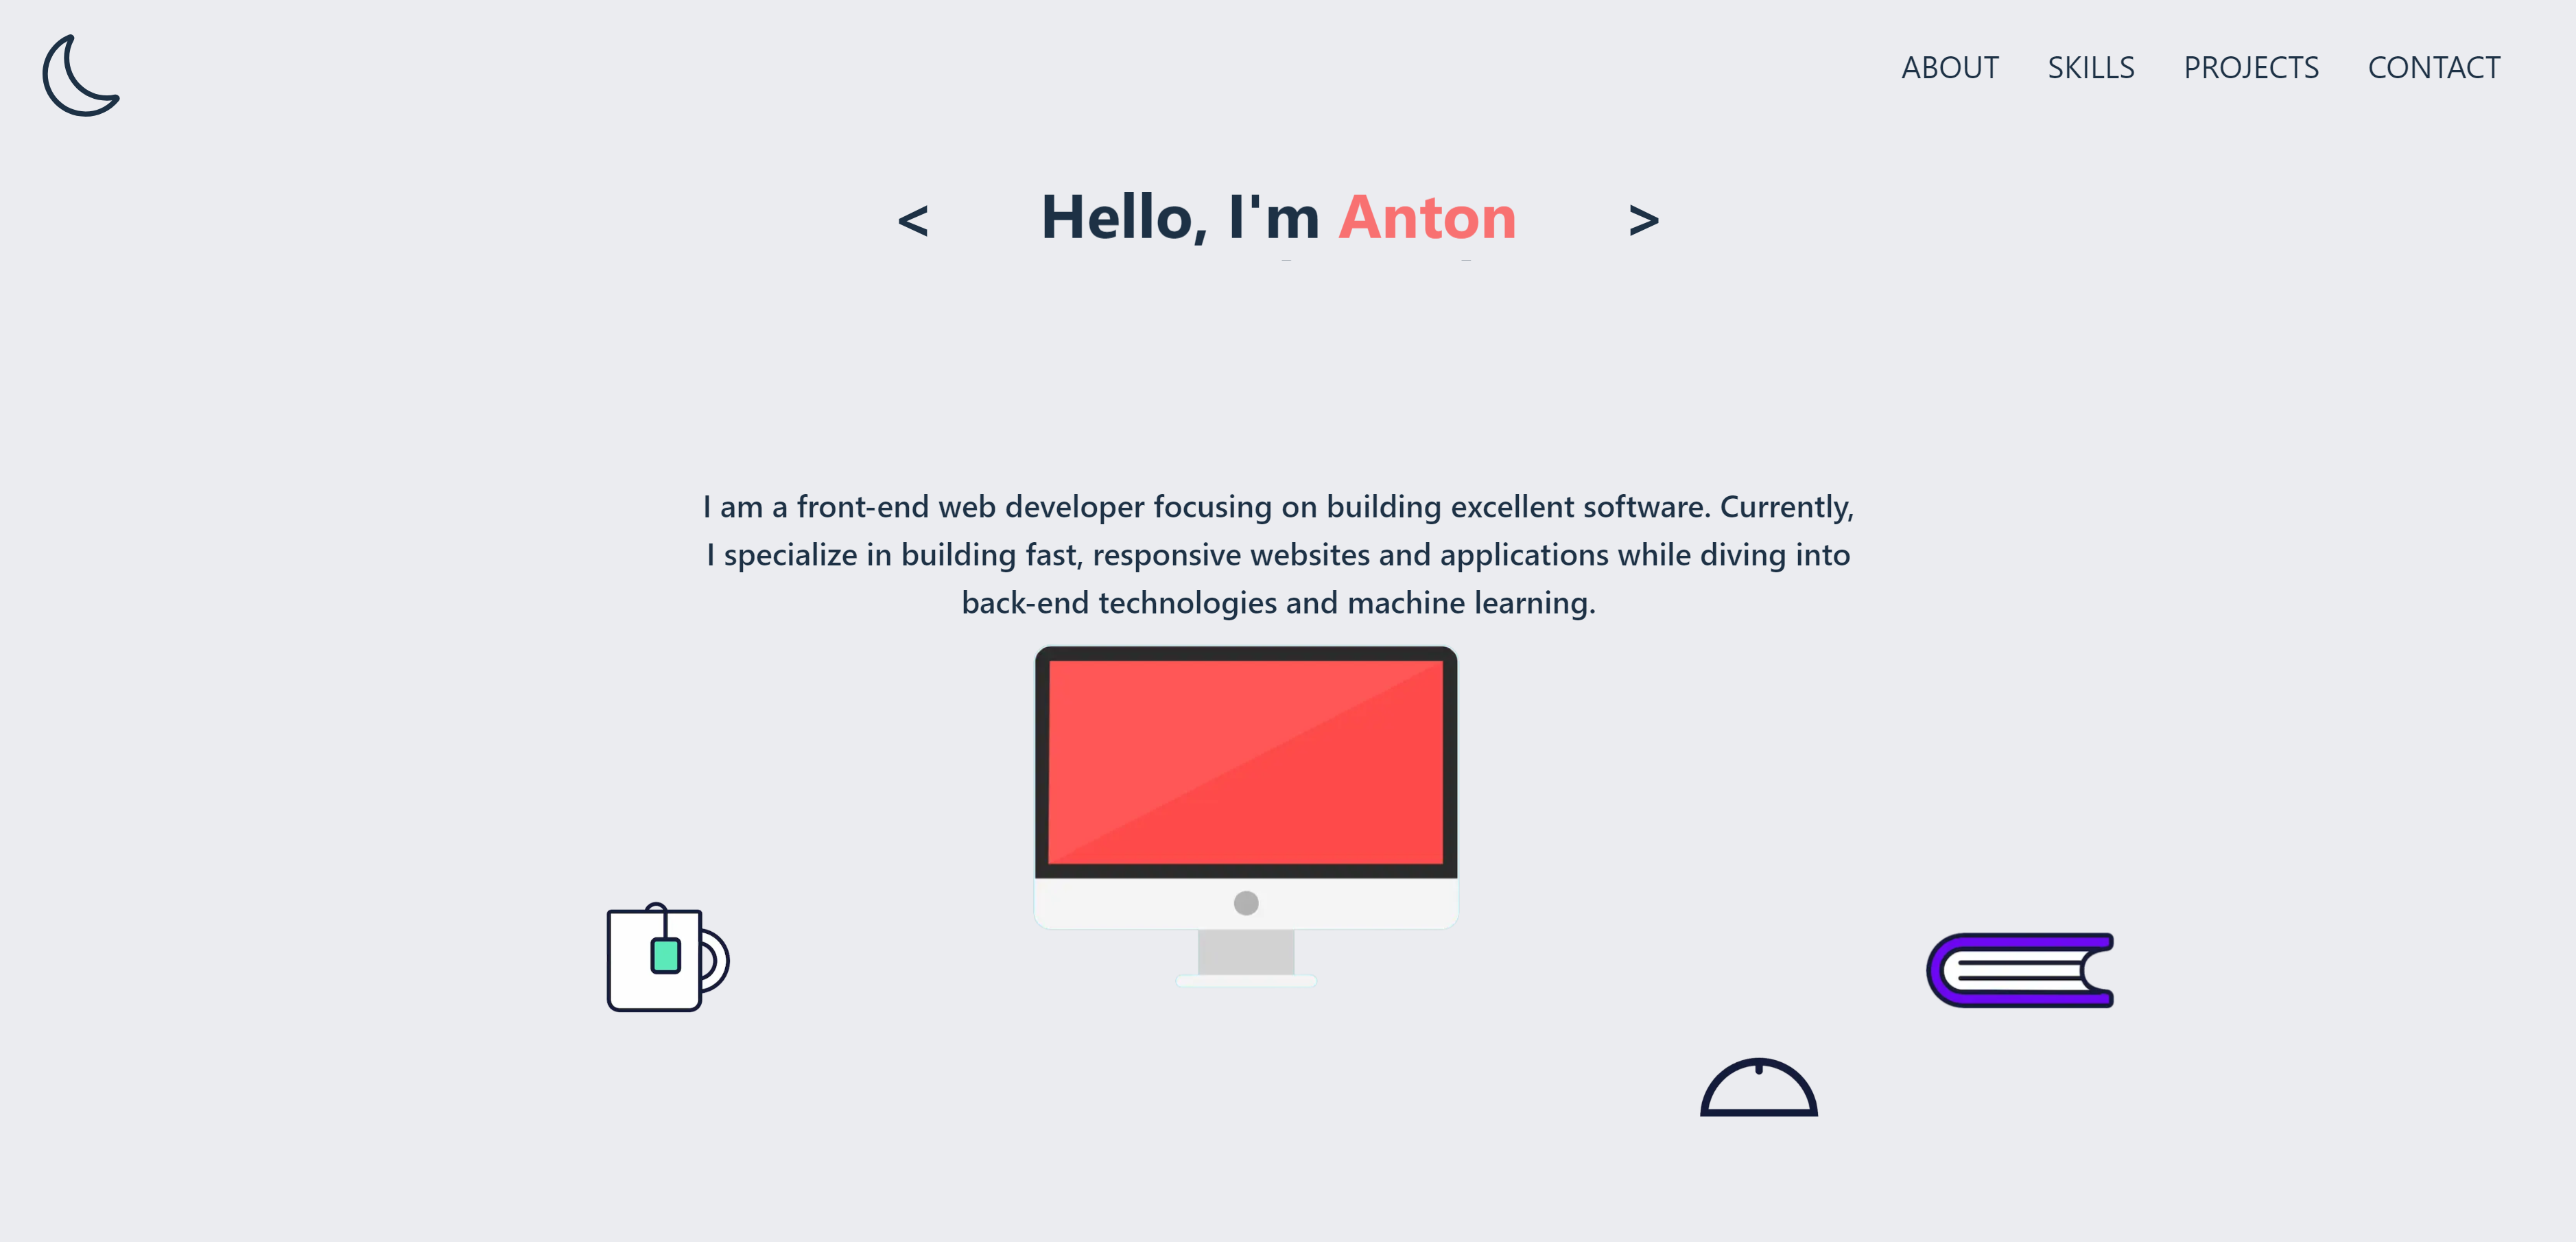 ABOUT SKILLS PROJECTS CONTACT
< Hello, I'm Anton >
I am a front-end web developer focusing on building excellent software. Currently,
I specialize in building fast, responsive websites and applications while diving into
back-end technologies and machine learning.